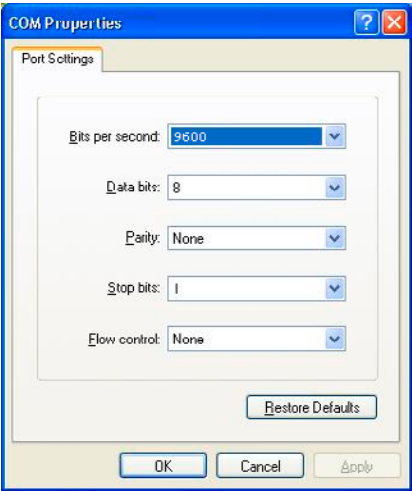 COM Properties
Port Settings
Bits per second: 9600
Data bits: 8
Parity: None
Stop bits: 1
Flow control: None
Restore Defaults
OK Cancel Apply